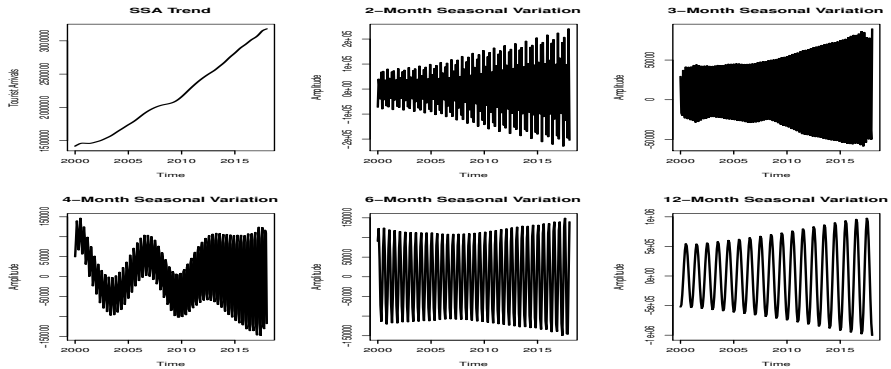 SSA Trend
Tourist Arrivals
3000000
2500000
2000000
1500000
2000 2005 2010 2015
Time
2−Month Seasonal Variation
Amplitude
2e+05
1e+05
0e+00
−1e+05
−2e+05
2000 2005 2010 2015
Time
3−Month Seasonal Variation
Amplitude
50000
0
−50000
2000 2005 2010 2015
Time
4−Month Seasonal Variation
Amplitude
150000
50000
0
−50000
−150000
2000 2005 2010 2015
Time
6−Month Seasonal Variation
Amplitude
150000
50000
0
−50000
−150000
2000 2005 2010 2015
Time
12−Month Seasonal Variation
Amplitude
1e+06
5e+05
0e+00
−5e+05
−1e+06
2000 2005 2010 2015
Time